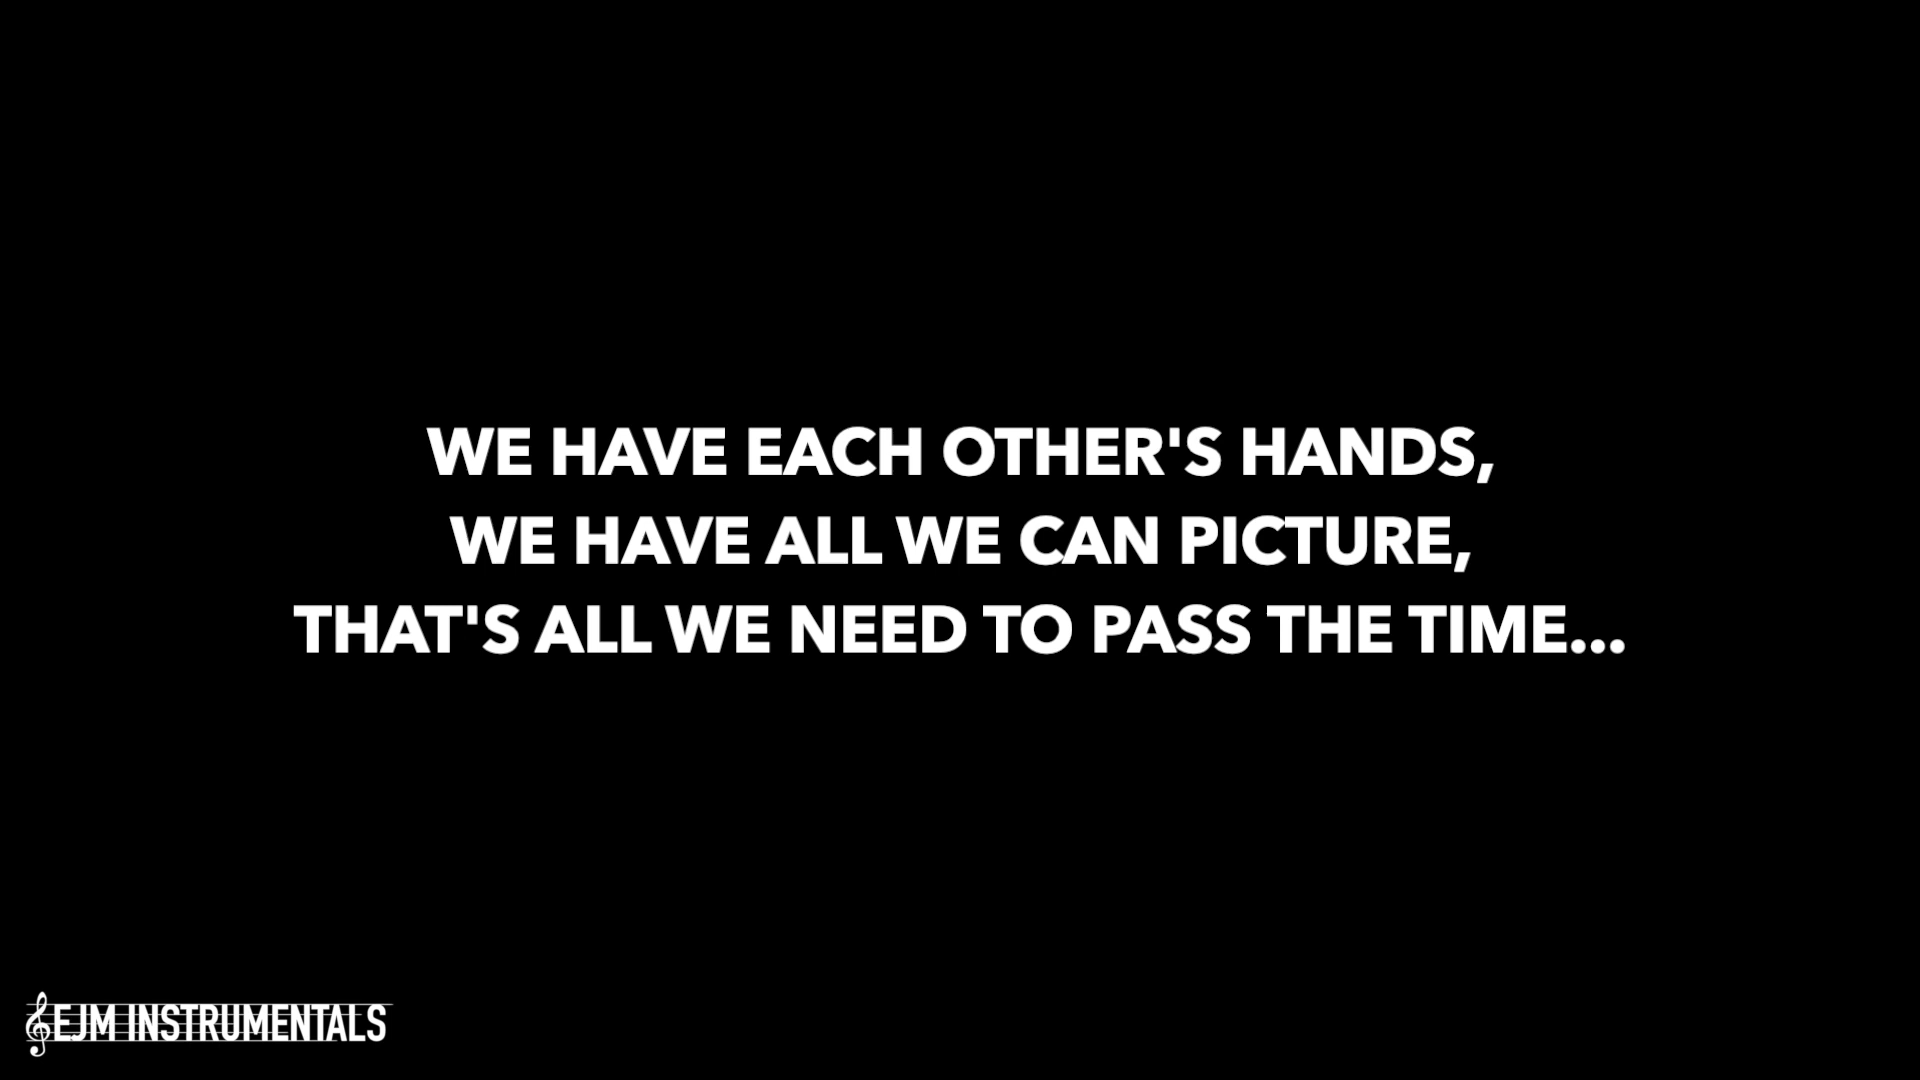 WE HAVE EACH OTHER'S HANDS,
WE HAVE ALL WE CAN PICTURE,
THAT'S ALL WE NEED TO PASS THE TIME...
EJM INSTRUMENTALS